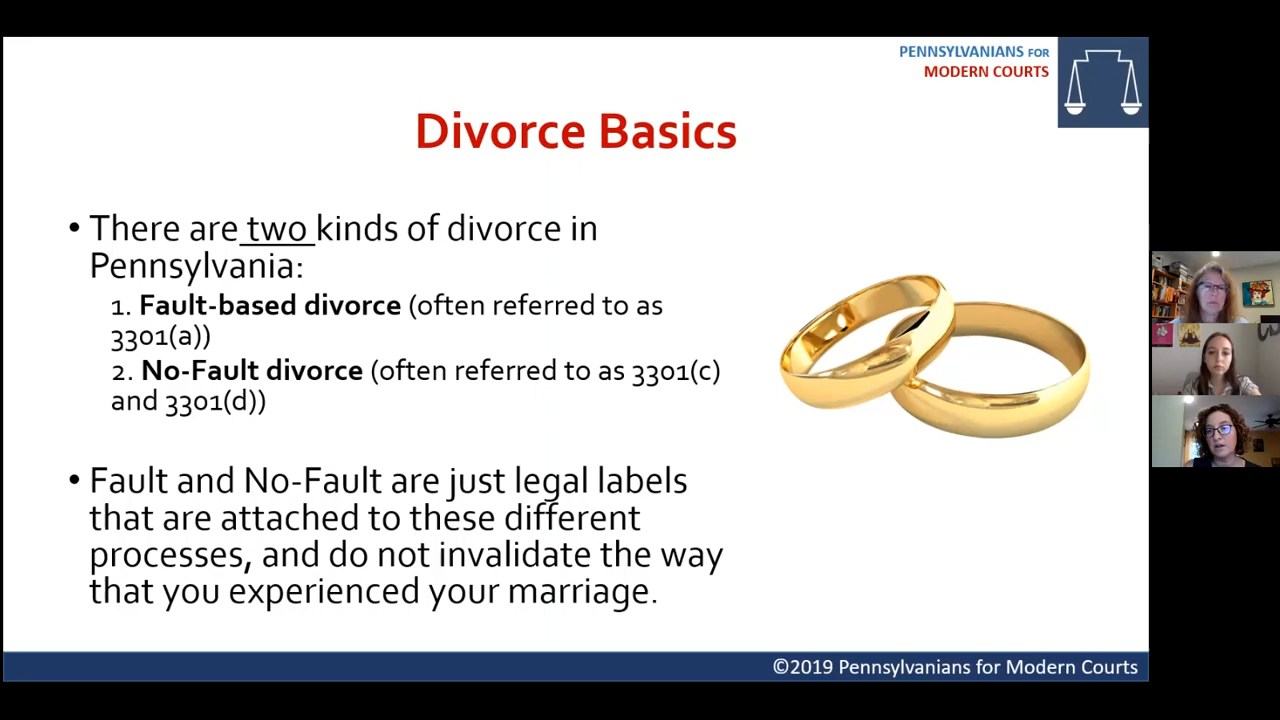 PENNSYLVANIANS FOR
MODERN COURTS
Divorce Basics
• There are two kinds of divorce in
Pennsylvania:
1. Fault-based divorce (often referred to as
3301(a))
2. No-Fault divorce (often referred to as 3301(c)
and 3301(d))
• Fault and No-Fault are just legal labels
that are attached to these different
processes, and do not invalidate the way
that you experienced your marriage.
©2019 Pennsylvanians for Modern Courts